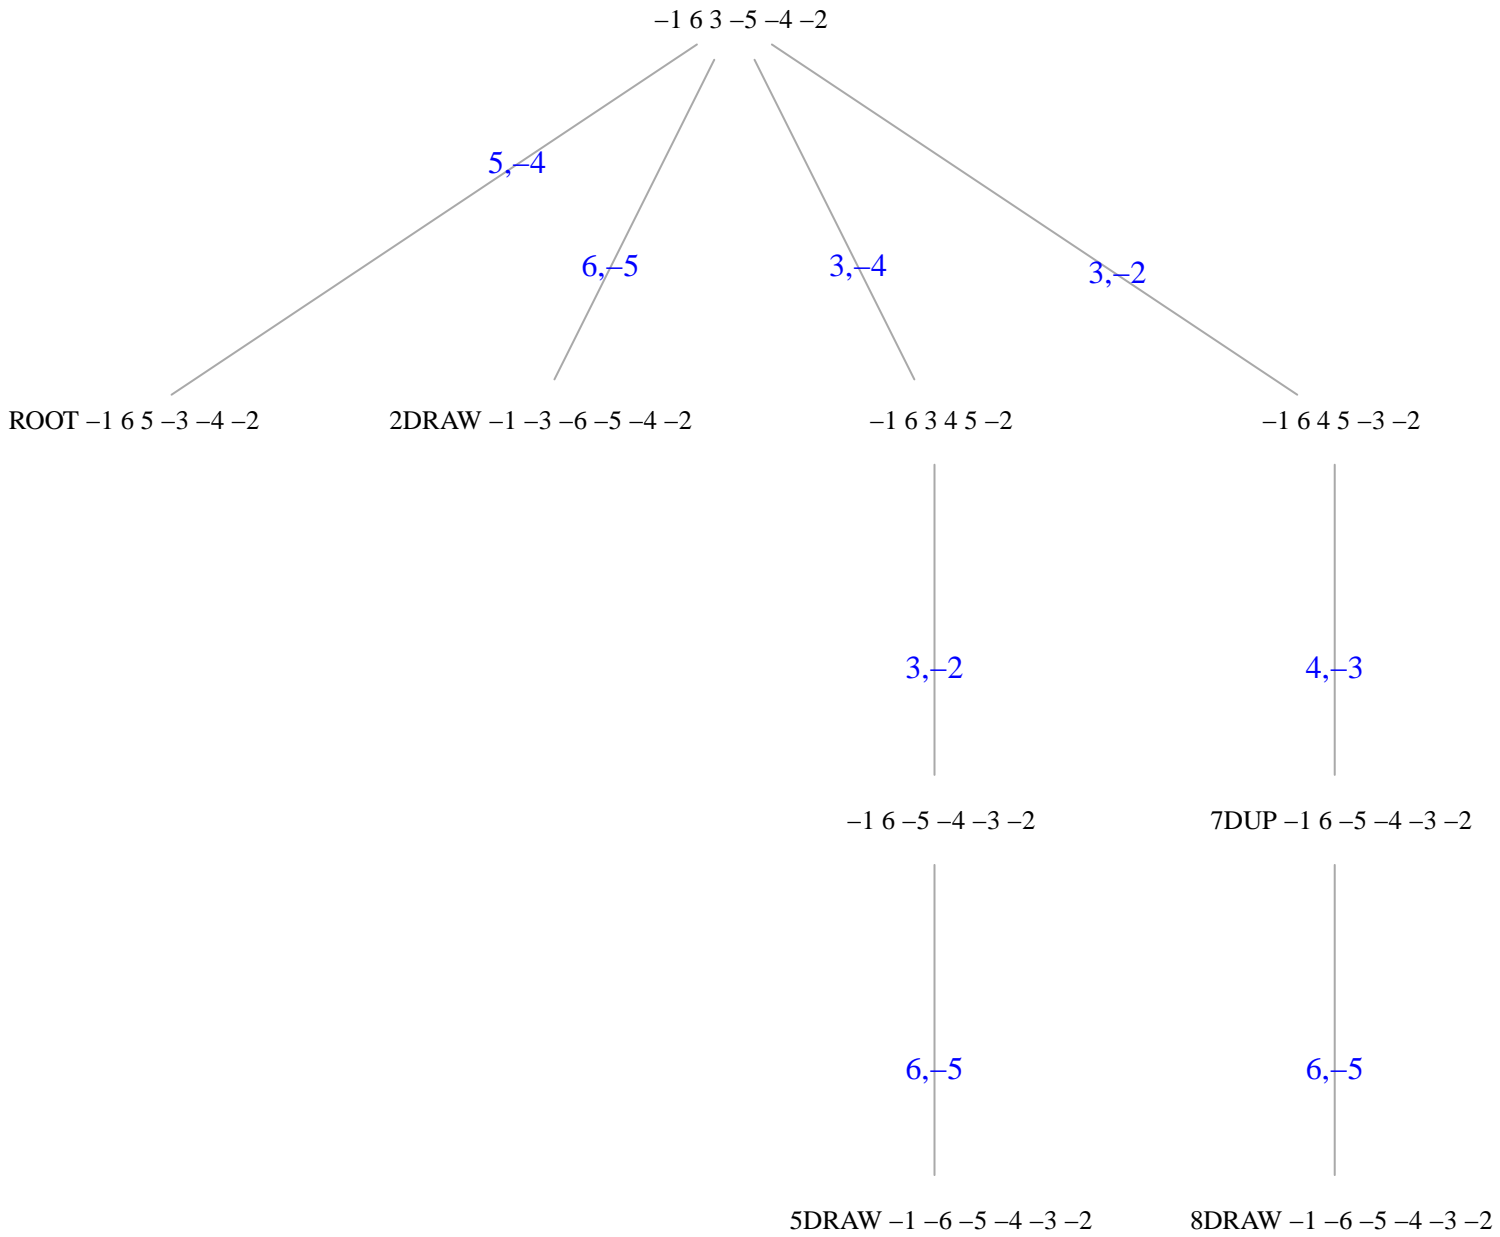 –1 6 3 –5 –4 –2
5,–4
6,–5
3,–4
3,–2
ROOT –1 6 5 –3 –4 –2
2DRAW –1 –3 –6 –5 –4 –2
–1 6 3 4 5 –2
–1 6 4 5 –3 –2
3,–2
4,–3
–1 6 –5 –4 –3 –2
7DUP –1 6 –5 –4 –3 –2
6,–5
6,–5
5DRAW –1 –6 –5 –4 –3 –2
8DRAW –1 –6 –5 –4 –3 –2